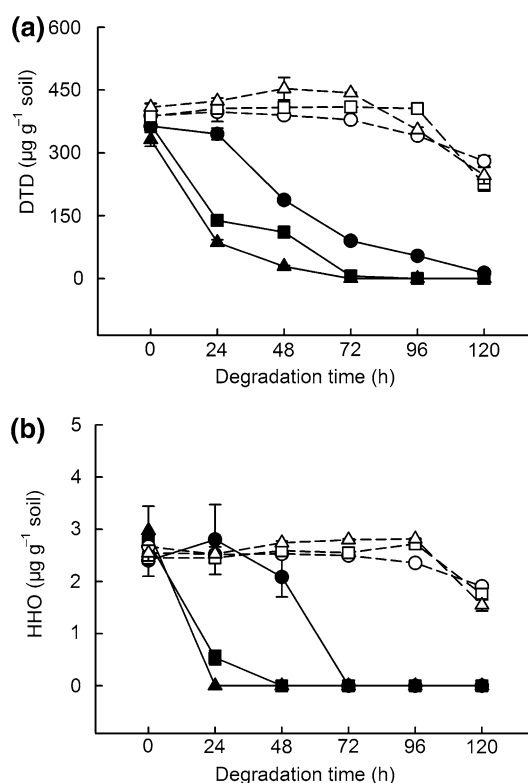 (a)
600
450
300
150
0
DTD (µg g⁻¹ soil)
0 24 48 72 96 120
Degradation time (h)
(b)
5
4
3
2
1
0
HHO (µg g⁻¹ soil)
0 24 48 72 96 120
Degradation time (h)